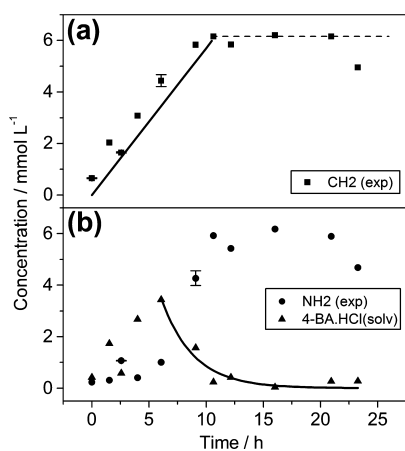 (a)
6
4
2
0
CH2 (exp)
Concentration / mmol L-1
(b)
6
4
2
0
NH2 (exp)
4-BA.HCl(solv)
0 5 10 15 20 25
Time / h